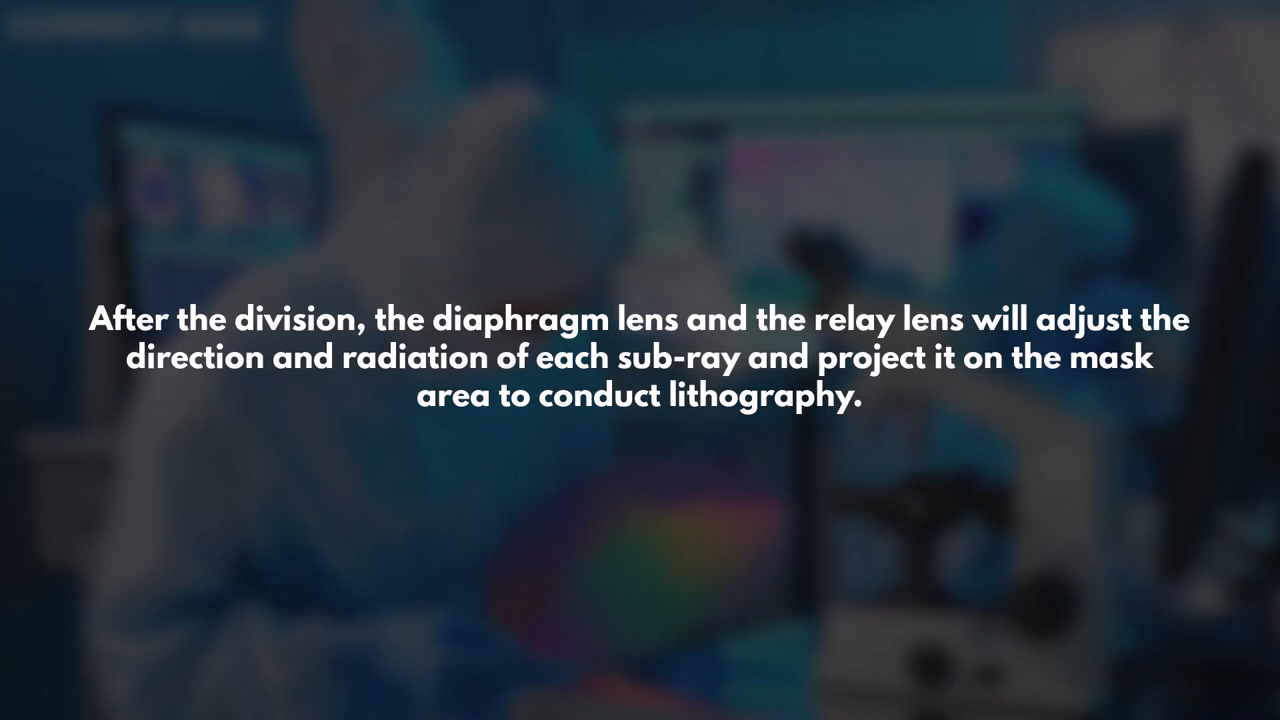 After the division, the diaphragm lens and the relay lens will adjust the
direction and radiation of each sub-ray and project it on the mask
area to conduct lithography.